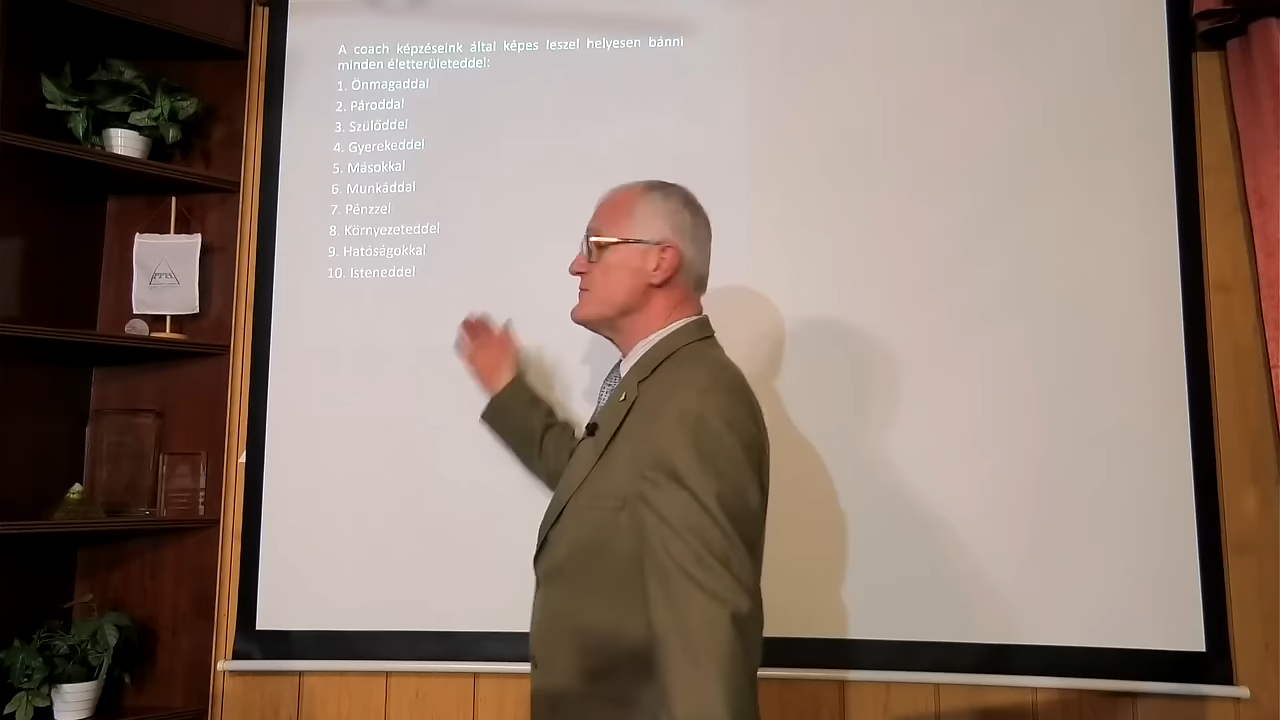 A coach képzéseink által képes leszel helyesen bánni
minden életterületeddel:
1. Önmagaddal
2. Pároddal
3. Szülőddel
4. Gyerekeddel
5. Másokkal
6. Munkáddal
7. Pénzzel
8. Környezeteddel
9. Hatóságokkal
10. Isteneddel